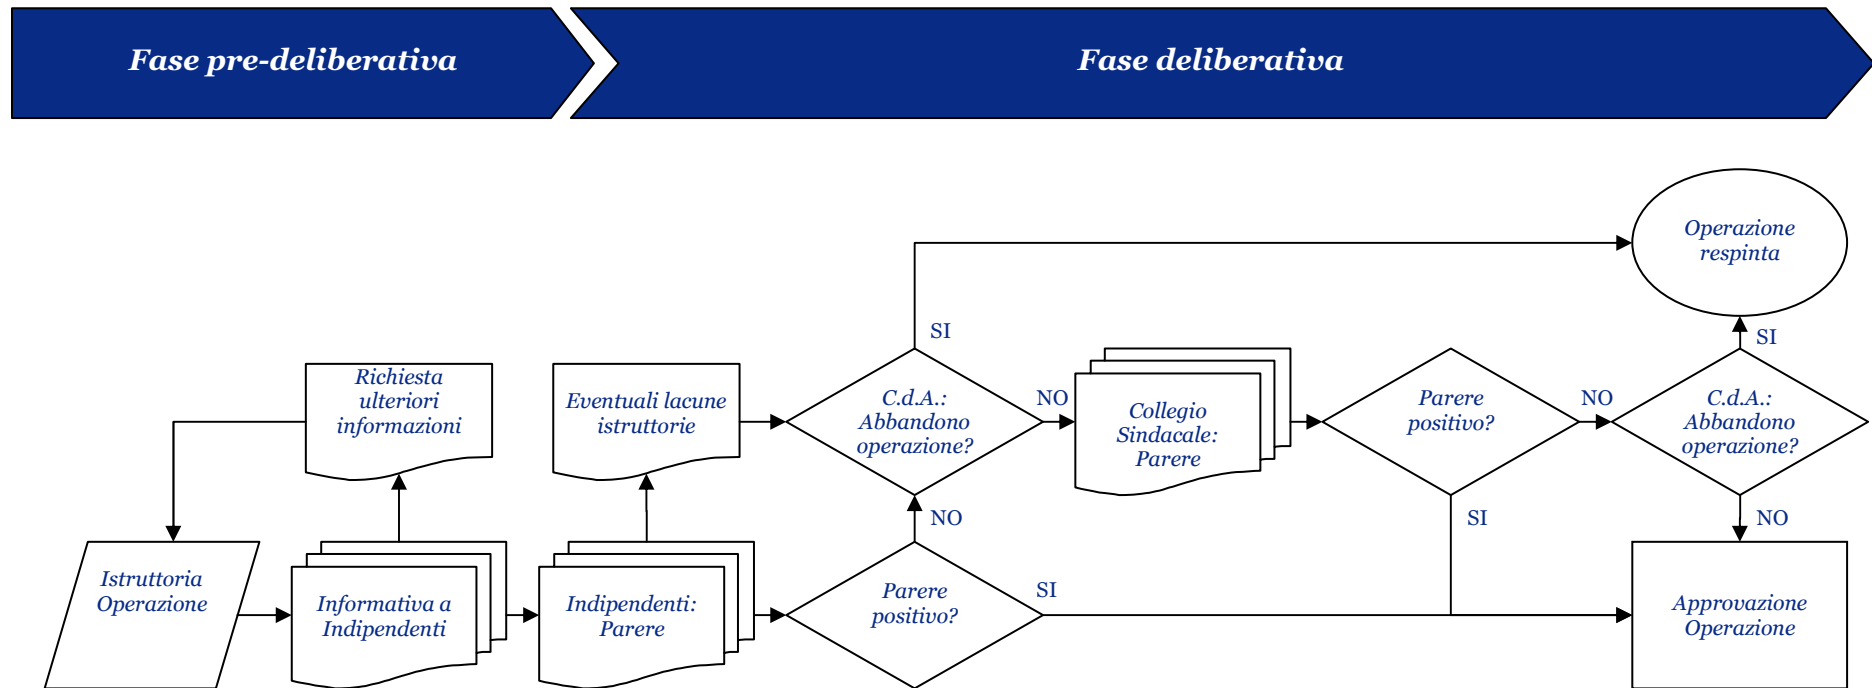 Fase pre-deliberativa
Fase deliberativa
Operazione
respinta
SI
SI
Richiesta
ulteriori
informazioni
Eventuali lacune
istruttorie
C.d.A.:
Abbandono
operazione?
NO
Collegio
Sindacale:
Parere
Parere
positivo?
NO
C.d.A.:
Abbandono
operazione?
NO
SI
NO
Istruttoria
Operazione
Informativa a
Indipendenti
Indipendenti:
Parere
Parere
positivo?
SI
Approvazione
Operazione